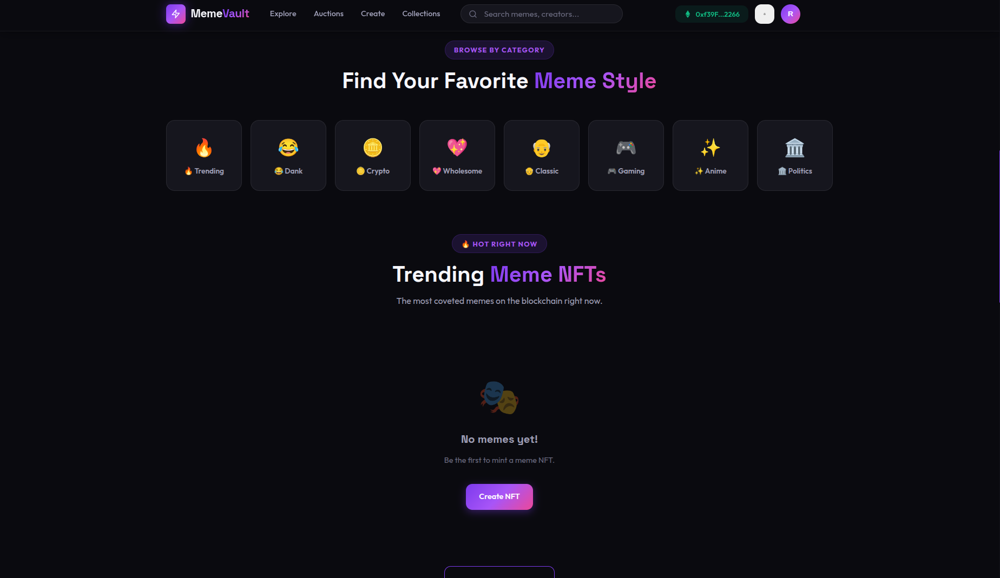 MemeVault
Explore
Auctions
Create
Collections
Search memes, creators...
0xf39F...2266
R
BROWSE BY CATEGORY
Find Your Favorite Meme Style
🔥 Trending
😂 Dank
🪙 Crypto
💖 Wholesome
👴 Classic
🎮 Gaming
✨ Anime
🏛️ Politics
🔥 HOT RIGHT NOW
Trending Meme NFTs
The most coveted memes on the blockchain right now.
No memes yet!
Be the first to mint a meme NFT.
Create NFT